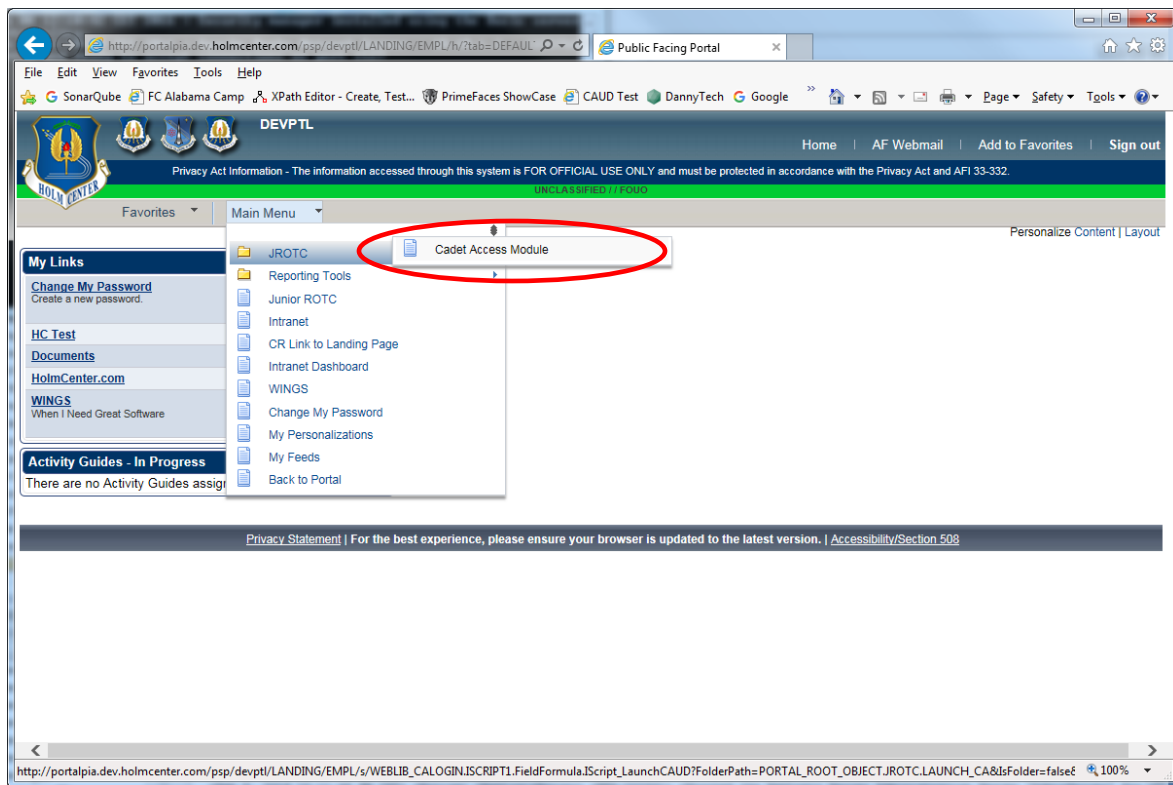 http://portalpia.dev.holmcenter.com/psp/devptl/LANDING/EMPL/h/?tab=DEFAUL
Public Facing Portal
File Edit View Favorites Tools Help
SonarQube FC Alabama Camp XPath Editor - Create, Test... PrimeFaces ShowCase CAUD Test DannyTech Google Page Safety Tools
DEVPTL
Home | AF Webmail | Add to Favorites | Sign out
Privacy Act Information - The information accessed through this system is FOR OFFICIAL USE ONLY and must be protected in accordance with the Privacy Act and AFI 33-332.
UNCLASSIFIED // FOUO
HOLM CENTER
Favorites Main Menu
Personalize Content | Layout
My Links
Change My Password
Create a new password.
HC Test
Documents
HolmCenter.com
WINGS
When I Need Great Software
Activity Guides - In Progress
There are no Activity Guides assig
JROTC
Cadet Access Module
Reporting Tools
Junior ROTC
Intranet
CR Link to Landing Page
Intranet Dashboard
WINGS
Change My Password
My Personalizations
My Feeds
Back to Portal
Privacy Statement | For the best experience, please ensure your browser is updated to the latest version. | Accessibility/Section 508
http://portalpia.dev.holmcenter.com/psp/devptl/LANDING/EMPL/s/WEBLIB_CALOGIN.ISCRIPT1.FieldFormula.IScript_LaunchCAUD?FolderPath=PORTAL_ROOT_OBJECT.JROTC.LAUNCH_CA&IsFolder=false& 100%